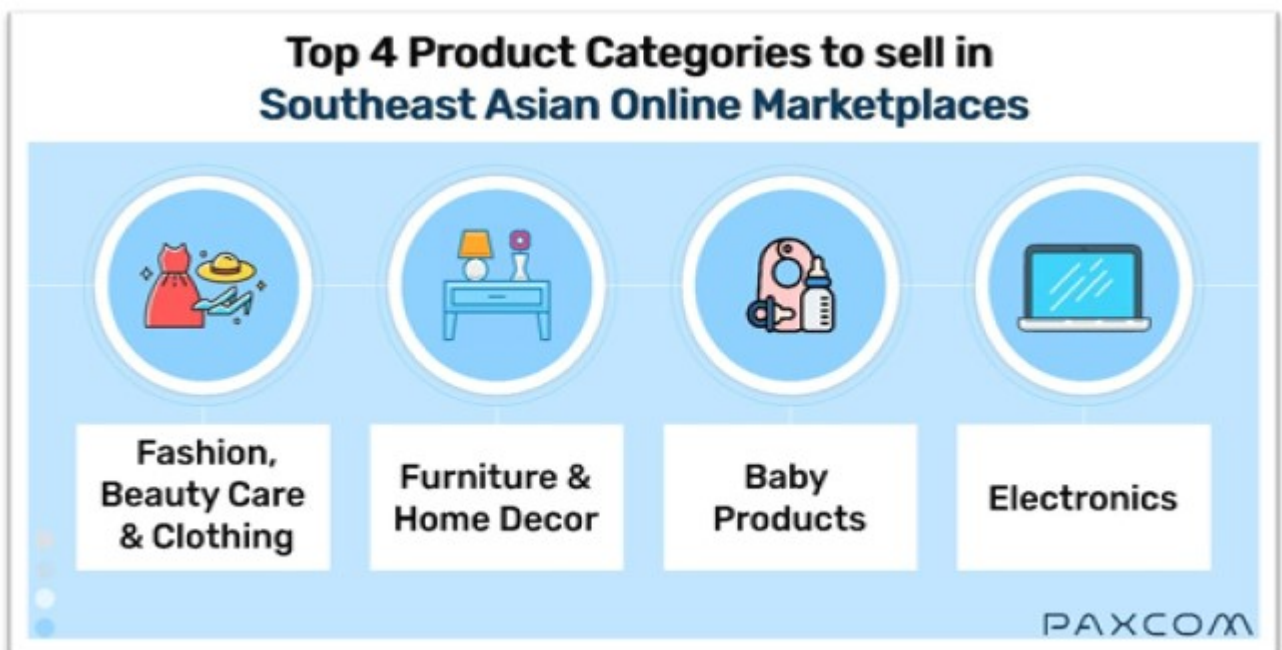 Top 4 Product Categories to sell in
Southeast Asian Online Marketplaces
Fashion,
Beauty Care
& Clothing
Furniture &
Home Decor
Baby
Products
Electronics
PAXCOM